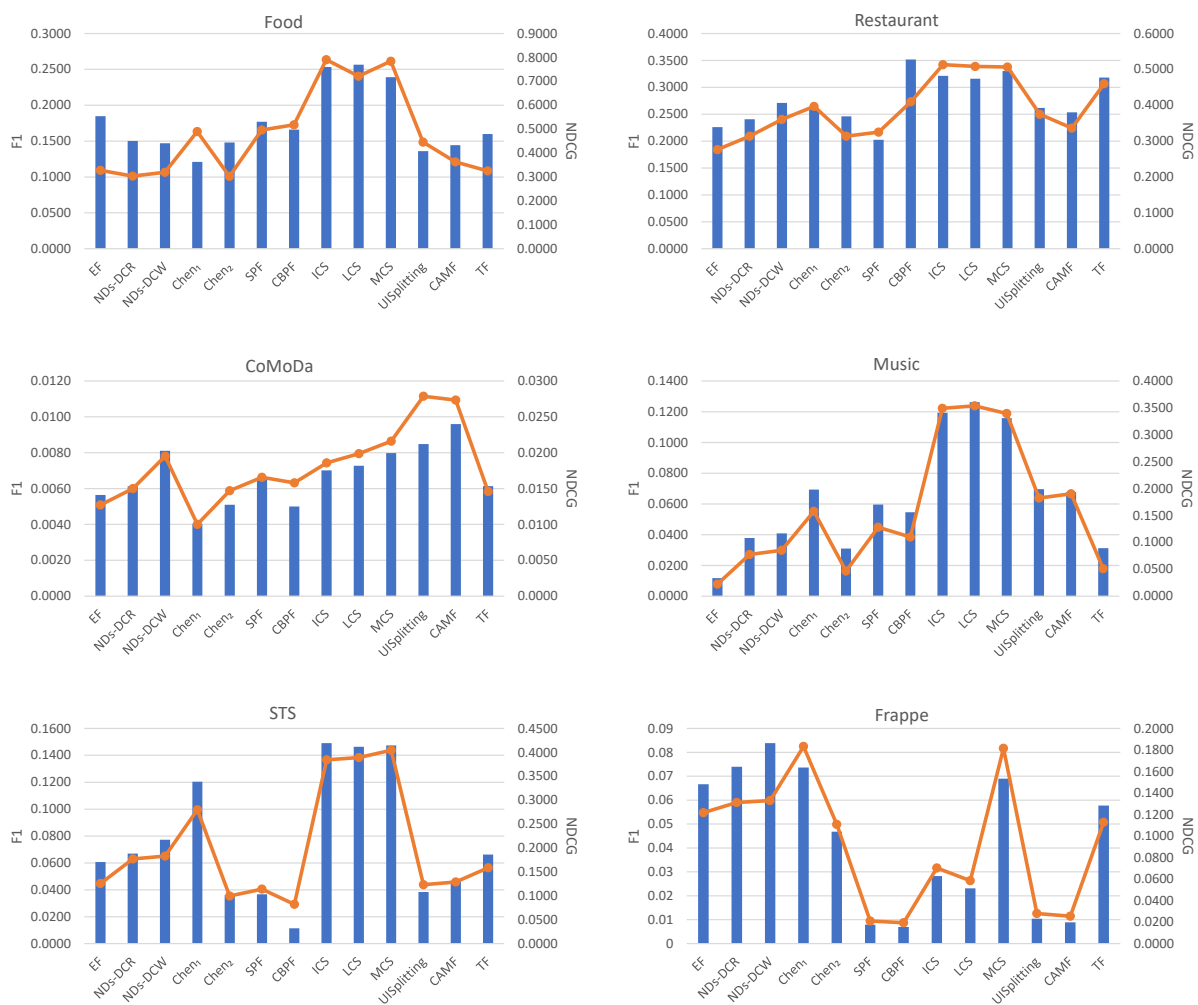 Food
0.3000
0.2500
0.2000
0.1500
0.1000
0.0500
0.0000
F1
0.9000
0.8000
0.7000
0.6000
0.5000
0.4000
0.3000
0.2000
0.1000
0.0000
NDCG
EF
NDs-DCR
NDs-DCW
Chen₁
Chen₂
SPF
CBPF
ICS
LCS
MCS
UISplitting
CAMF
TF
Restaurant
0.4000
0.3500
0.3000
0.2500
0.2000
0.1500
0.1000
0.0500
0.0000
F1
0.6000
0.5000
0.4000
0.3000
0.2000
0.1000
0.0000
NDCG
EF
NDs-DCR
NDs-DCW
Chen₁
Chen₂
SPF
CBPF
ICS
LCS
MCS
UISplitting
CAMF
TF
CoMoDa
0.0120
0.0100
0.0080
0.0060
0.0040
0.0020
0.0000
F1
0.0300
0.0250
0.0200
0.0150
0.0100
0.0050
0.0000
NDCG
EF
NDs-DCR
NDs-DCW
Chen₁
Chen₂
SPF
CBPF
ICS
LCS
MCS
UISplitting
CAMF
TF
Music
0.1400
0.1200
0.1000
0.0800
0.0600
0.0400
0.0200
0.0000
F1
0.4000
0.3500
0.3000
0.2500
0.2000
0.1500
0.1000
0.0500
0.0000
NDCG
EF
NDs-DCR
NDs-DCW
Chen₁
Chen₂
SPF
CBPF
ICS
LCS
MCS
UISplitting
CAMF
TF
STS
0.1600
0.1400
0.1200
0.1000
0.0800
0.0600
0.0400
0.0200
0.0000
F1
0.4500
0.4000
0.3500
0.3000
0.2500
0.2000
0.1500
0.1000
0.0500
0.0000
NDCG
EF
NDs-DCR
NDs-DCW
Chen₁
Chen₂
SPF
CBPF
ICS
LCS
MCS
UISplitting
CAMF
TF
Frappe
0.09
0.08
0.07
0.06
0.05
0.04
0.03
0.02
0.01
0
F1
0.2000
0.1800
0.1600
0.1400
0.1200
0.1000
0.0800
0.0600
0.0400
0.0200
0.0000
NDCG
EF
NDs-DCR
NDs-DCW
Chen₁
Chen₂
SPF
CBPF
ICS
LCS
MCS
UISplitting
CAMF
TF